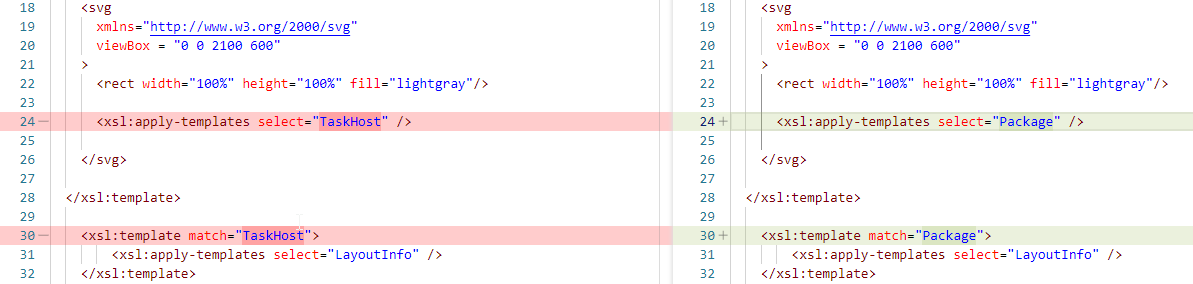 18 <svg
19 xmlns="http://www.w3.org/2000/svg"
20 viewBox = "0 0 2100 600"
21 >
22 <rect width="100%" height="100%" fill="lightgray"/>
23
24— <xsl:apply-templates select="TaskHost" />
25
26 </svg>
27
28 </xsl:template>
29
30— <xsl:template match="TaskHost">
31 <xsl:apply-templates select="LayoutInfo" />
32 </xsl:template>
18 <svg
19 xmlns="http://www.w3.org/2000/svg"
20 viewBox = "0 0 2100 600"
21 >
22 <rect width="100%" height="100%" fill="lightgray"/>
23
24+ <xsl:apply-templates select="Package" />
25
26 </svg>
27
28 </xsl:template>
29
30+ <xsl:template match="Package">
31 <xsl:apply-templates select="LayoutInfo" />
32 </xsl:template>